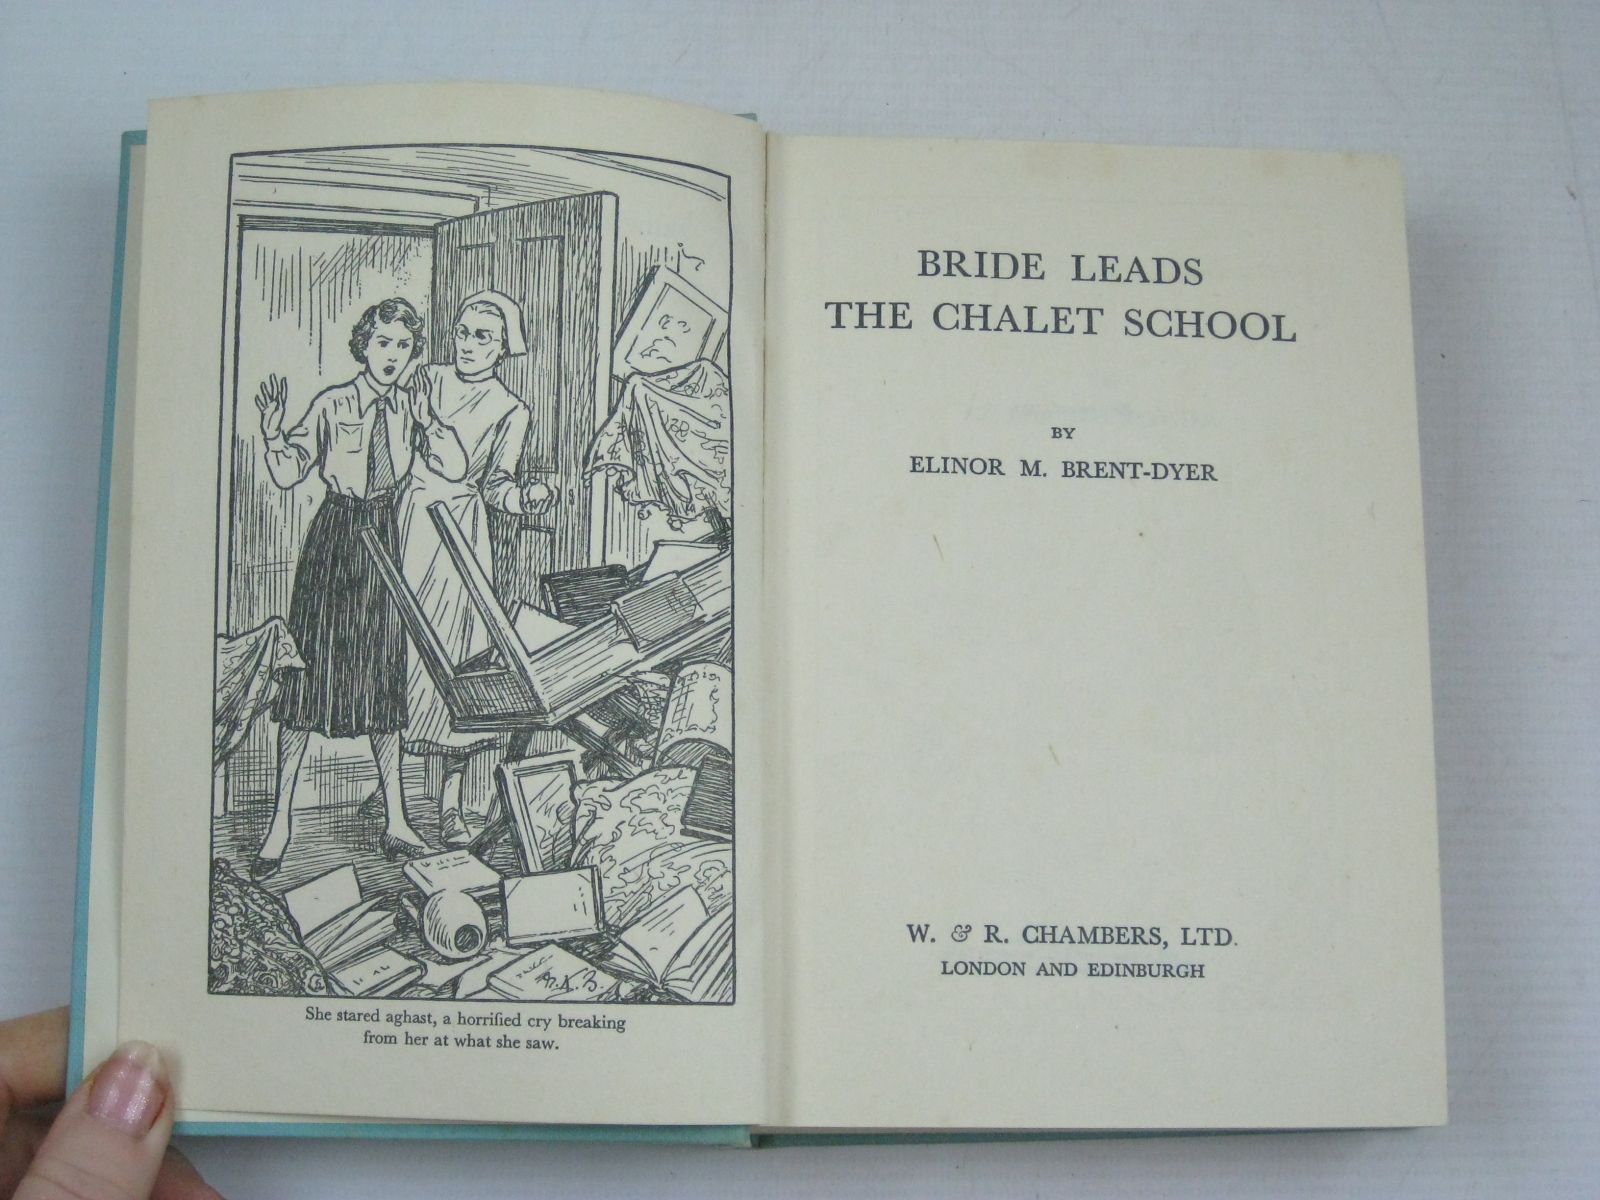 She stared aghast, a horrified cry breaking
from her at what she saw.
BRIDE LEADS
THE CHALET SCHOOL
BY
ELINOR M. BRENT-DYER
W. & R. CHAMBERS, LTD.
LONDON AND EDINBURGH